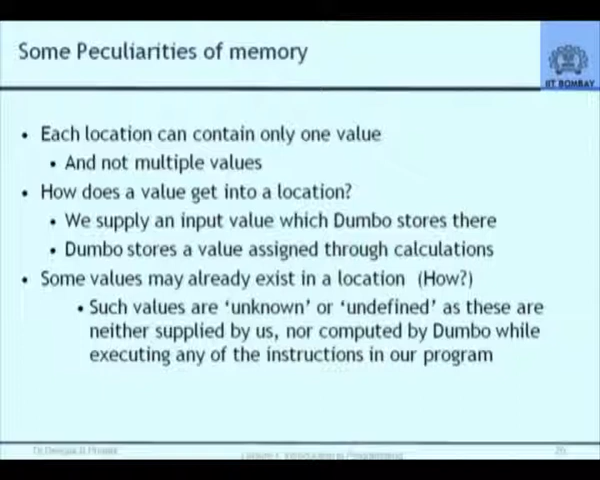 Some Peculiarities of memory
IIT BOMBAY
• Each location can contain only one value
• And not multiple values
• How does a value get into a location?
• We supply an input value which Dumbo stores there
• Dumbo stores a value assigned through calculations
• Some values may already exist in a location (How?)
• Such values are ‘unknown’ or ‘undefined’ as these are
neither supplied by us, nor computed by Dumbo while
executing any of the instructions in our program
Introduction to Programming